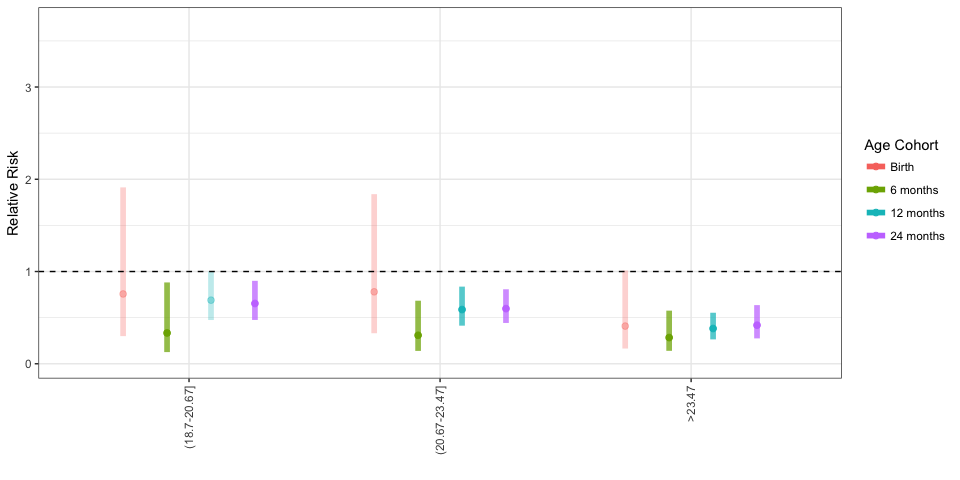 Relative Risk
3
2
1
0
(18.7-20.67]
(20.67-23.47]
>23.47
Age Cohort
Birth
6 months
12 months
24 months